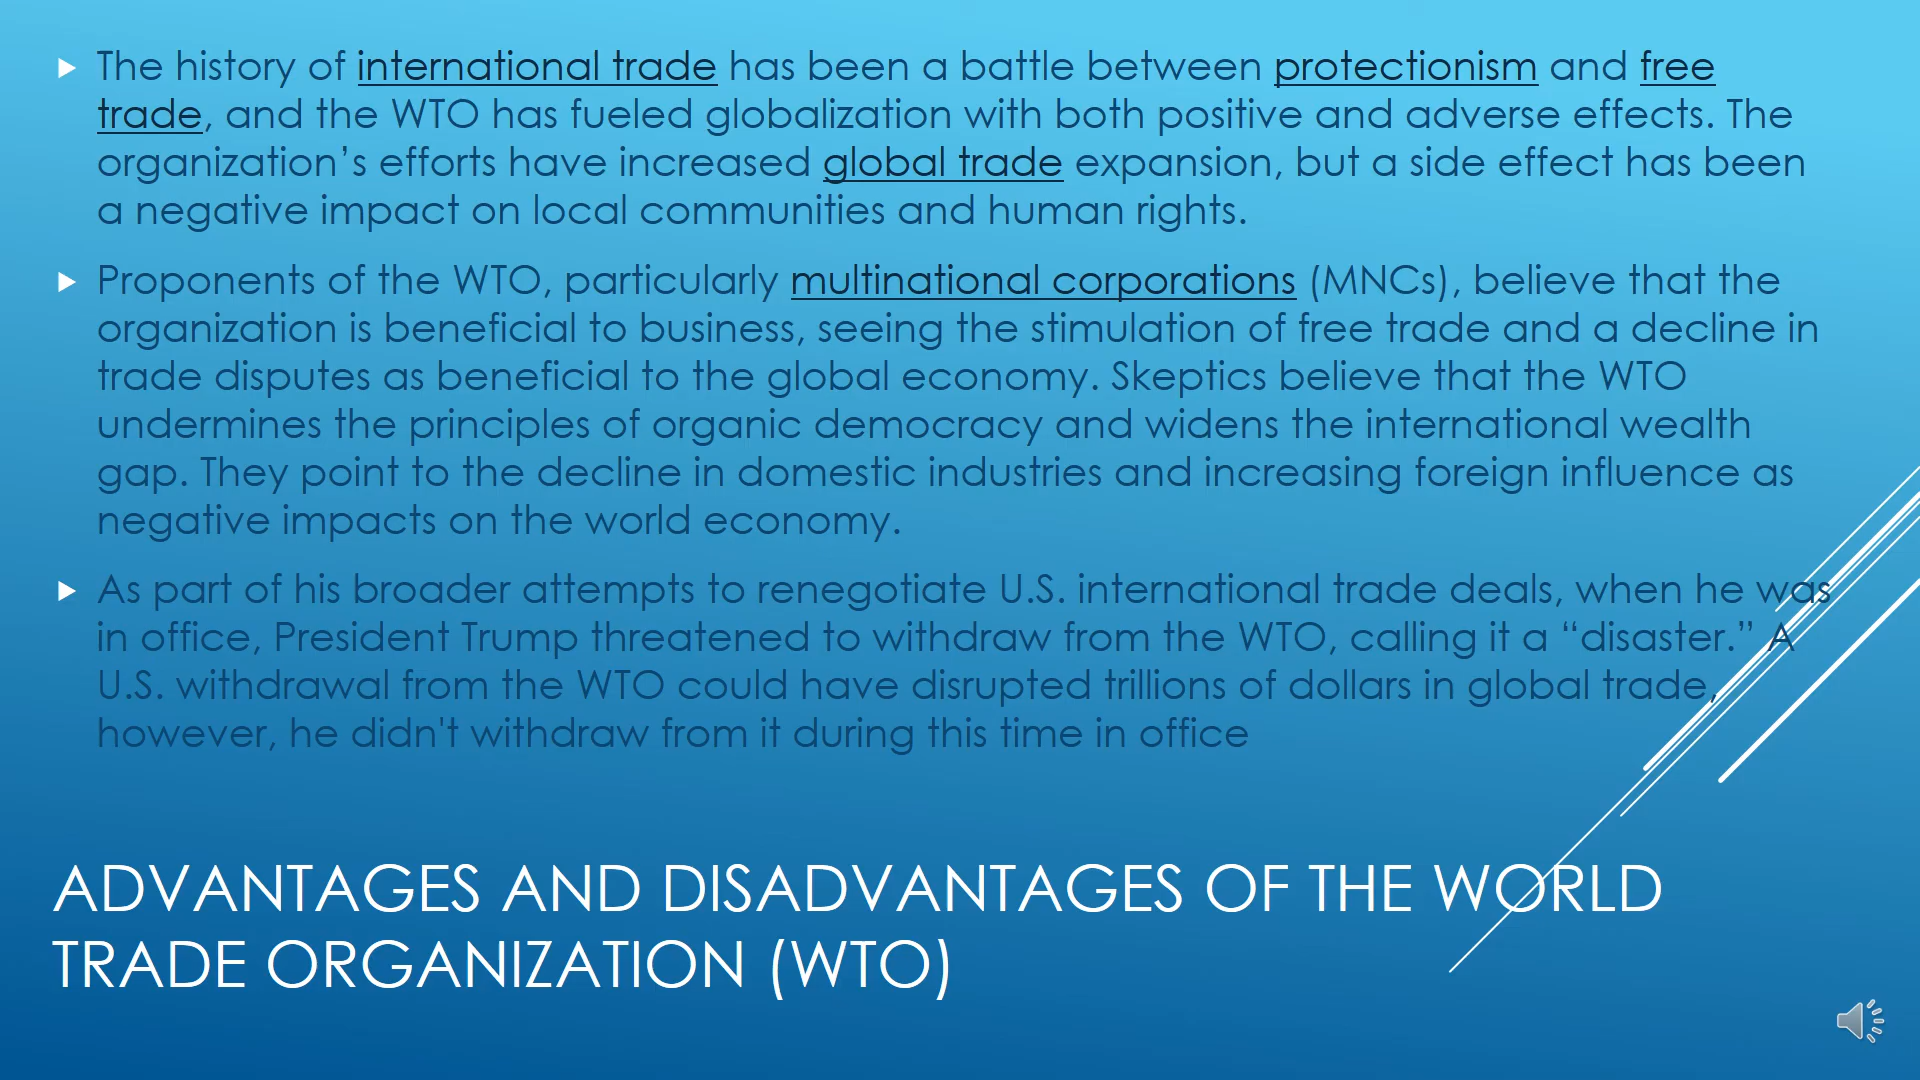 The history of international trade has been a battle between protectionism and free
trade, and the WTO has fueled globalization with both positive and adverse effects. The
organization’s efforts have increased global trade expansion, but a side effect has been
a negative impact on local communities and human rights.
Proponents of the WTO, particularly multinational corporations (MNCs), believe that the
organization is beneficial to business, seeing the stimulation of free trade and a decline in
trade disputes as beneficial to the global economy. Skeptics believe that the WTO
undermines the principles of organic democracy and widens the international wealth
gap. They point to the decline in domestic industries and increasing foreign influence as
negative impacts on the world economy.
As part of his broader attempts to renegotiate U.S. international trade deals, when he was
in office, President Trump threatened to withdraw from the WTO, calling it a “disaster.” A
U.S. withdrawal from the WTO could have disrupted trillions of dollars in global trade,
however, he didn't withdraw from it during this time in office
ADVANTAGES AND DISADVANTAGES OF THE WORLD
TRADE ORGANIZATION (WTO)